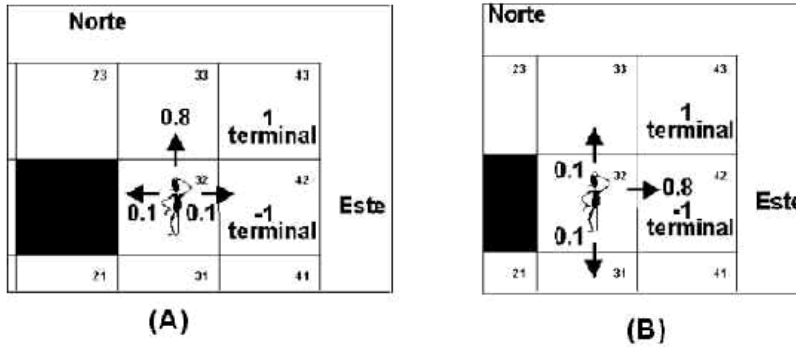 Norte
23 33 43
0.8
1
terminal
32 42
0.1 0.1
-1
terminal
Este
21 31 41
(A)
Norte
23 33 43
1
terminal
0.1
32 42
0.8
-1
terminal
Este
0.1
21 31 41
(B)